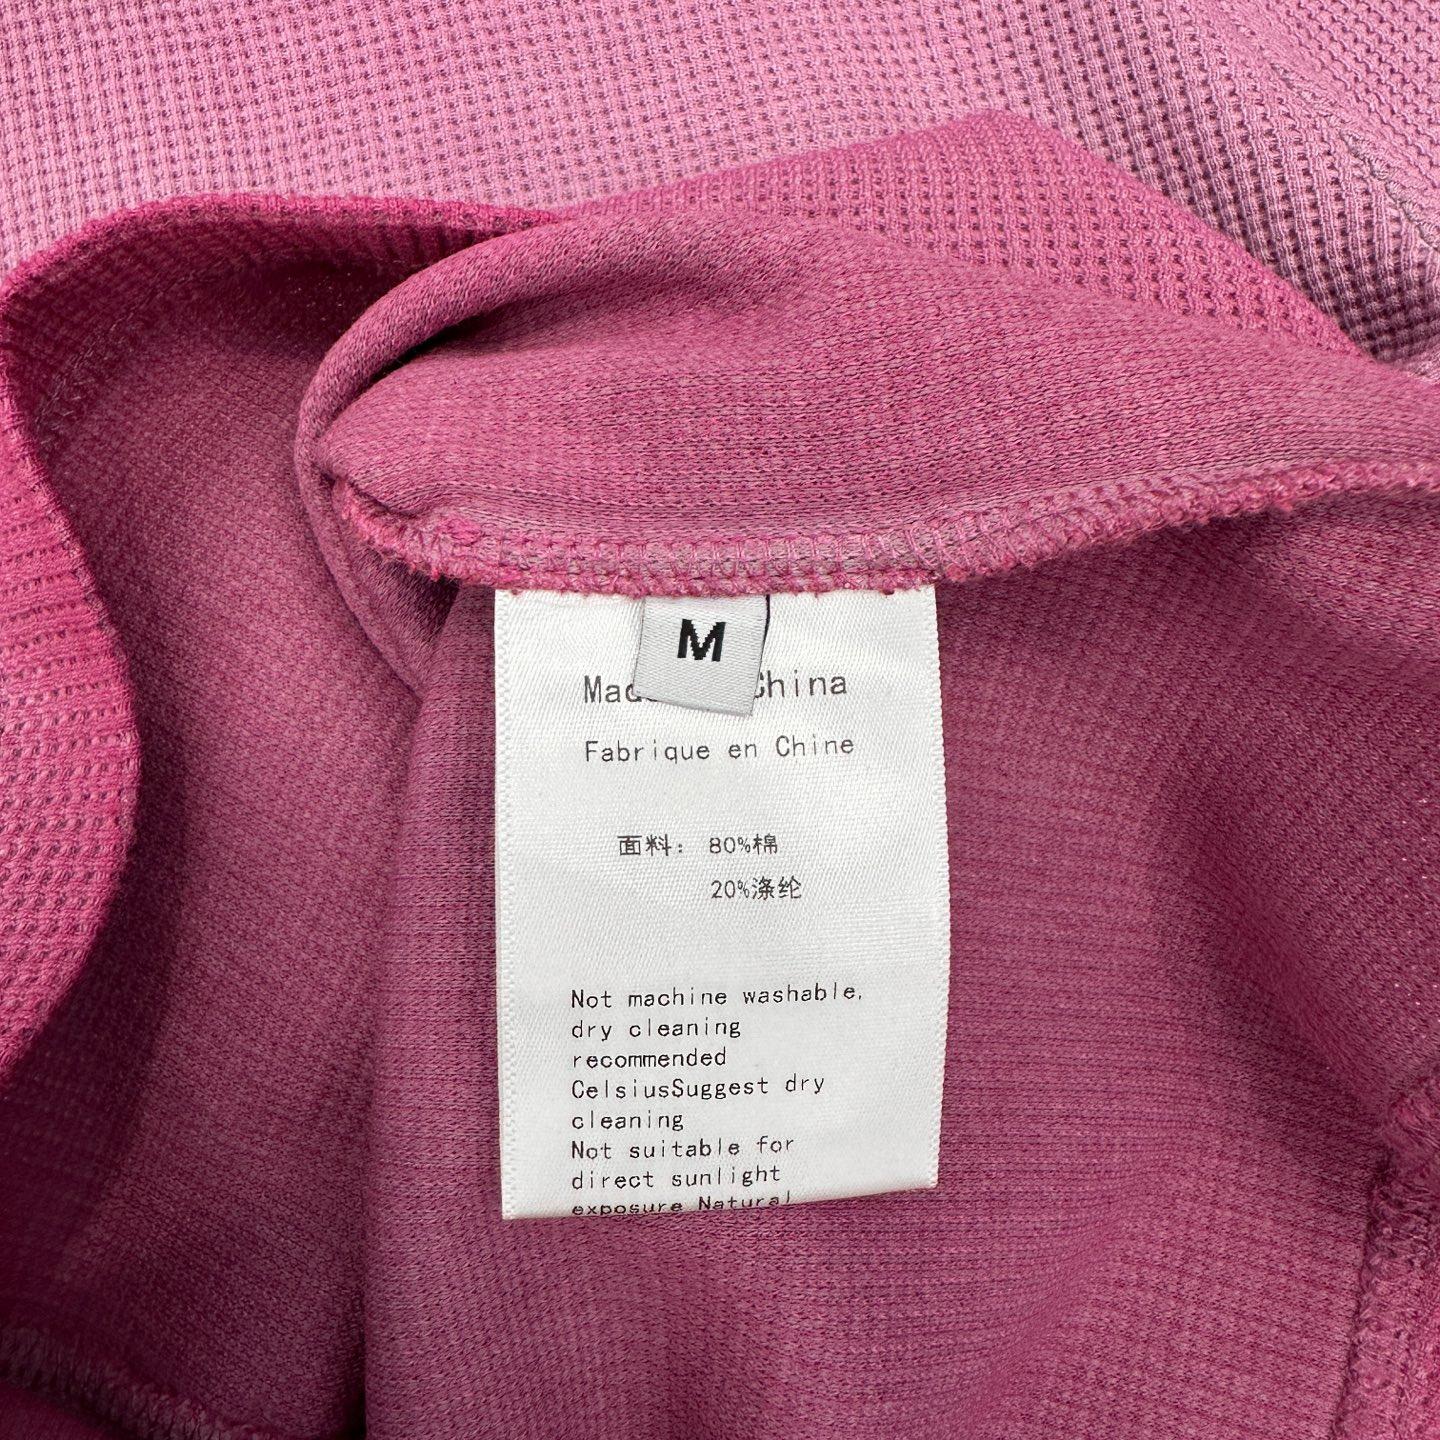 M
China
Fabrique en Chine
面料: 80%棉
20%涤纶
Not machine washable,
dry cleaning
recommended
CelsiusSuggest dry
cleaning
Not suitable for
direct sunlight
exposure Natural